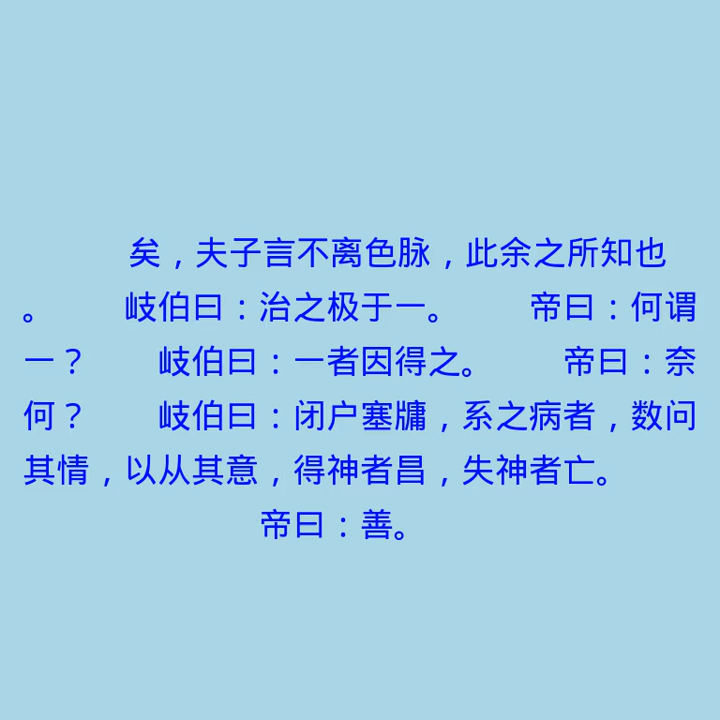 矣，夫子言不离色脉，此余之所知也
。　　岐伯曰：治之极于一。　　帝曰：何谓
一？　　岐伯曰：一者因得之。　　帝曰：奈
何？　　岐伯曰：闭户塞牖，系之病者，数问
其情，以从其意，得神者昌，失神者亡。
帝曰：善。